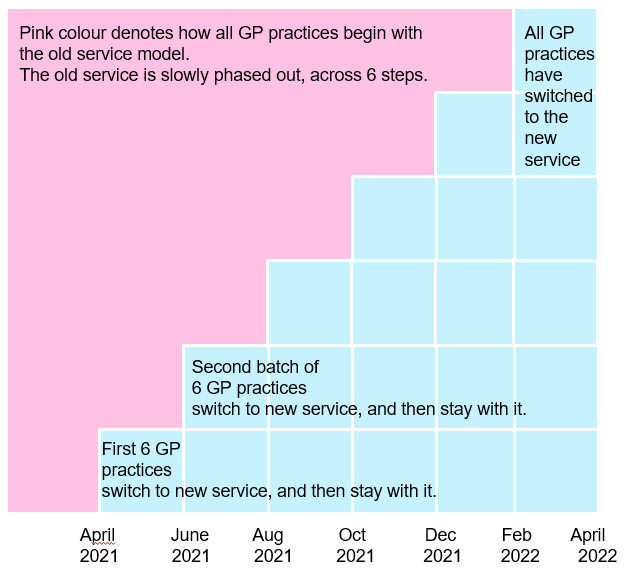 Pink colour denotes how all GP practices begin with
the old service model.
The old service is slowly phased out, across 6 steps.
All GP
practices
have
switched
to the
new
service
Second batch of
6 GP practices
switch to new service, and then stay with it.
First 6 GP
practices
switch to new service, and then stay with it.
April June Aug Oct Dec Feb April
2021 2021 2021 2021 2021 2022 2022